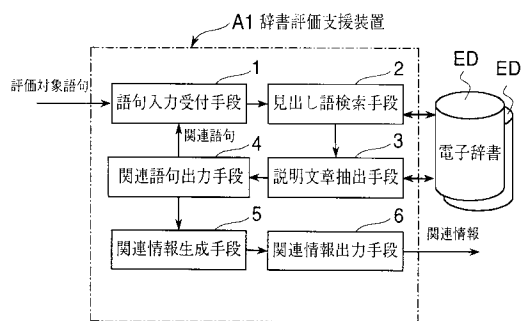 A1 辞書評価支援装置
ED
ED
評価対象語句
1
語句入力受付手段
2
見出し語検索手段
電子辞書
関連語句
4
関連語句出力手段
3
説明文章抽出手段
5
関連情報生成手段
6
関連情報出力手段
関連情報